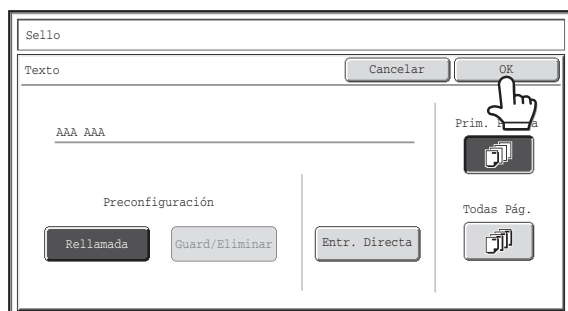 Sello
Texto
Cancelar
OK
AAA AAA
Prim.
Preconfiguración
Rellamada
Guard/Eliminar
Entr. Directa
Todas Pág.